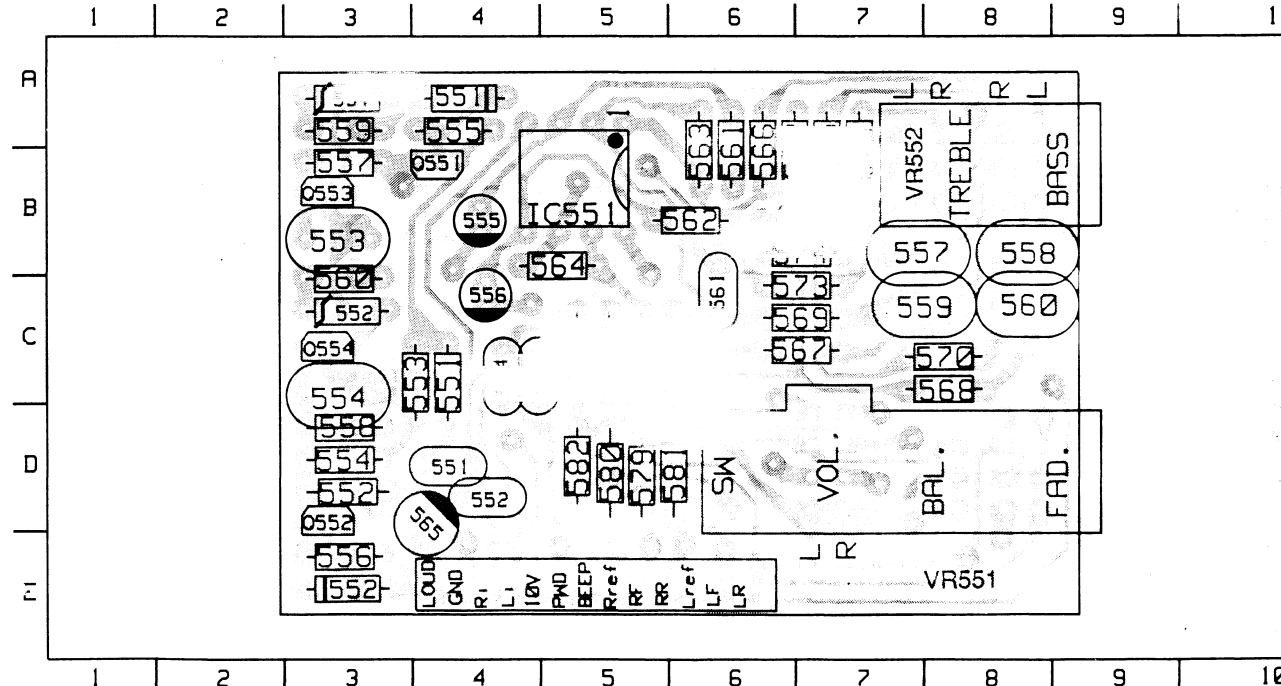 1 2 3 4 5 6 7 8 9
A
B
C
D
551
559
555
557
Q551
Q553
553
555
IC551
1
560
564
556
552
Q554
553
551
554
558
554
551
552
552
Q552
565
556
552
563
561
566
562
561
573
569
567
L R R L
VR552
TREBLE
BASS
557
558
559
560
570
568
582
580
579
581
SW
VOL.
BAL.
FAD.
L R
VR551
LOUD
GND
Ri
Li
10V
PWD
BEEP
Rref
RF
RR
Lref
LF
LR
1 2 3 4 5 6 7 8 9 10